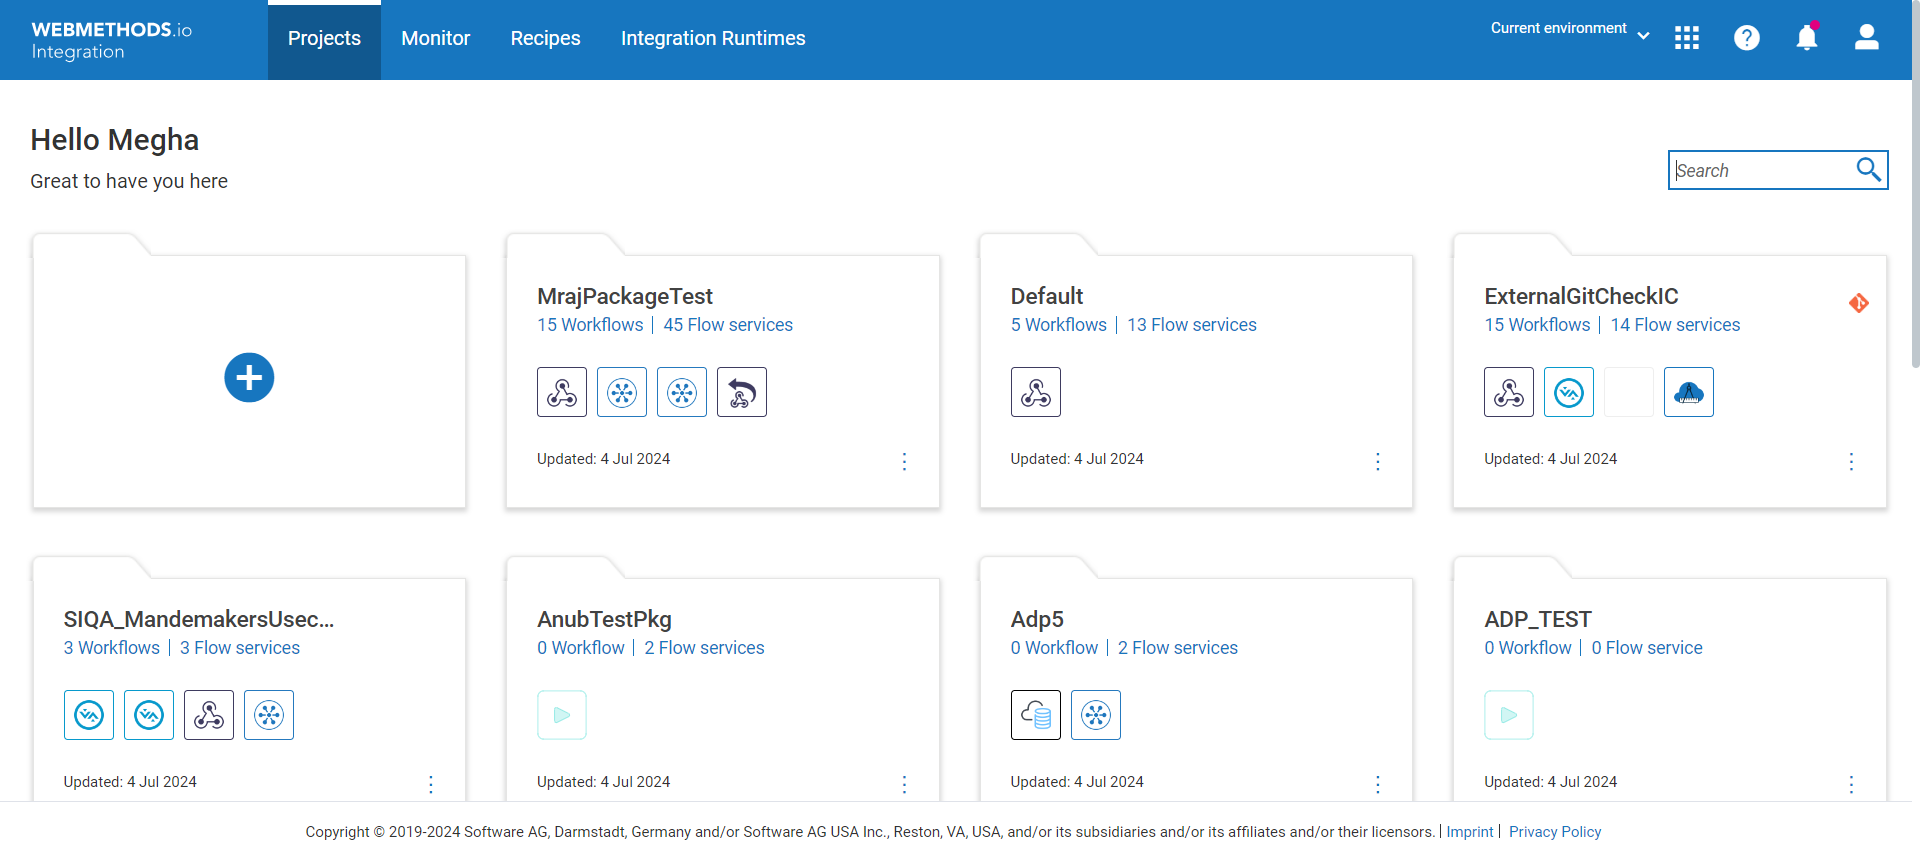 WEBMETHODS.io
Integration
Projects
Monitor
Recipes
Integration Runtimes
Current environment
Hello Megha
Great to have you here
Search
MrajPackageTest
15 Workflows | 45 Flow services
Updated: 4 Jul 2024
Default
5 Workflows | 13 Flow services
Updated: 4 Jul 2024
ExternalGitCheckIC
15 Workflows | 14 Flow services
Updated: 4 Jul 2024
SIQA_MandemakersUsec...
3 Workflows | 3 Flow services
Updated: 4 Jul 2024
AnubTestPkg
0 Workflow | 2 Flow services
Updated: 4 Jul 2024
Adp5
0 Workflow | 2 Flow services
Updated: 4 Jul 2024
ADP_TEST
0 Workflow | 0 Flow service
Updated: 4 Jul 2024
Copyright © 2019-2024 Software AG, Darmstadt, Germany and/or Software AG USA Inc., Reston, VA, USA, and/or its subsidiaries and/or its affiliates and/or their licensors. | Imprint | Privacy Policy